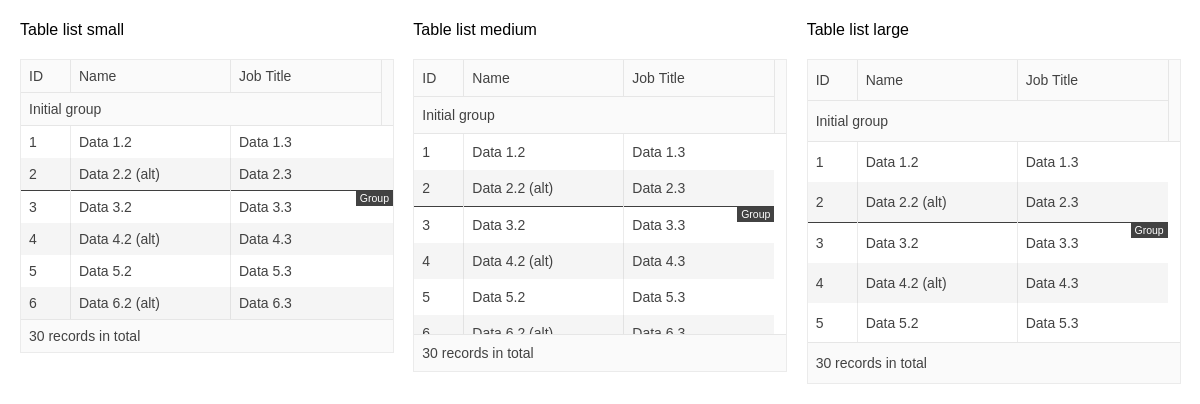 Table list small
ID Name Job Title
Initial group
1 Data 1.2 Data 1.3
2 Data 2.2 (alt) Data 2.3
Group
3 Data 3.2 Data 3.3
4 Data 4.2 (alt) Data 4.3
5 Data 5.2 Data 5.3
6 Data 6.2 (alt) Data 6.3
30 records in total
Table list medium
ID Name Job Title
Initial group
1 Data 1.2 Data 1.3
2 Data 2.2 (alt) Data 2.3
Group
3 Data 3.2 Data 3.3
4 Data 4.2 (alt) Data 4.3
5 Data 5.2 Data 5.3
6 Data 6.2 (alt) Data 6.3
30 records in total
Table list large
ID Name Job Title
Initial group
1 Data 1.2 Data 1.3
2 Data 2.2 (alt) Data 2.3
Group
3 Data 3.2 Data 3.3
4 Data 4.2 (alt) Data 4.3
5 Data 5.2 Data 5.3
30 records in total